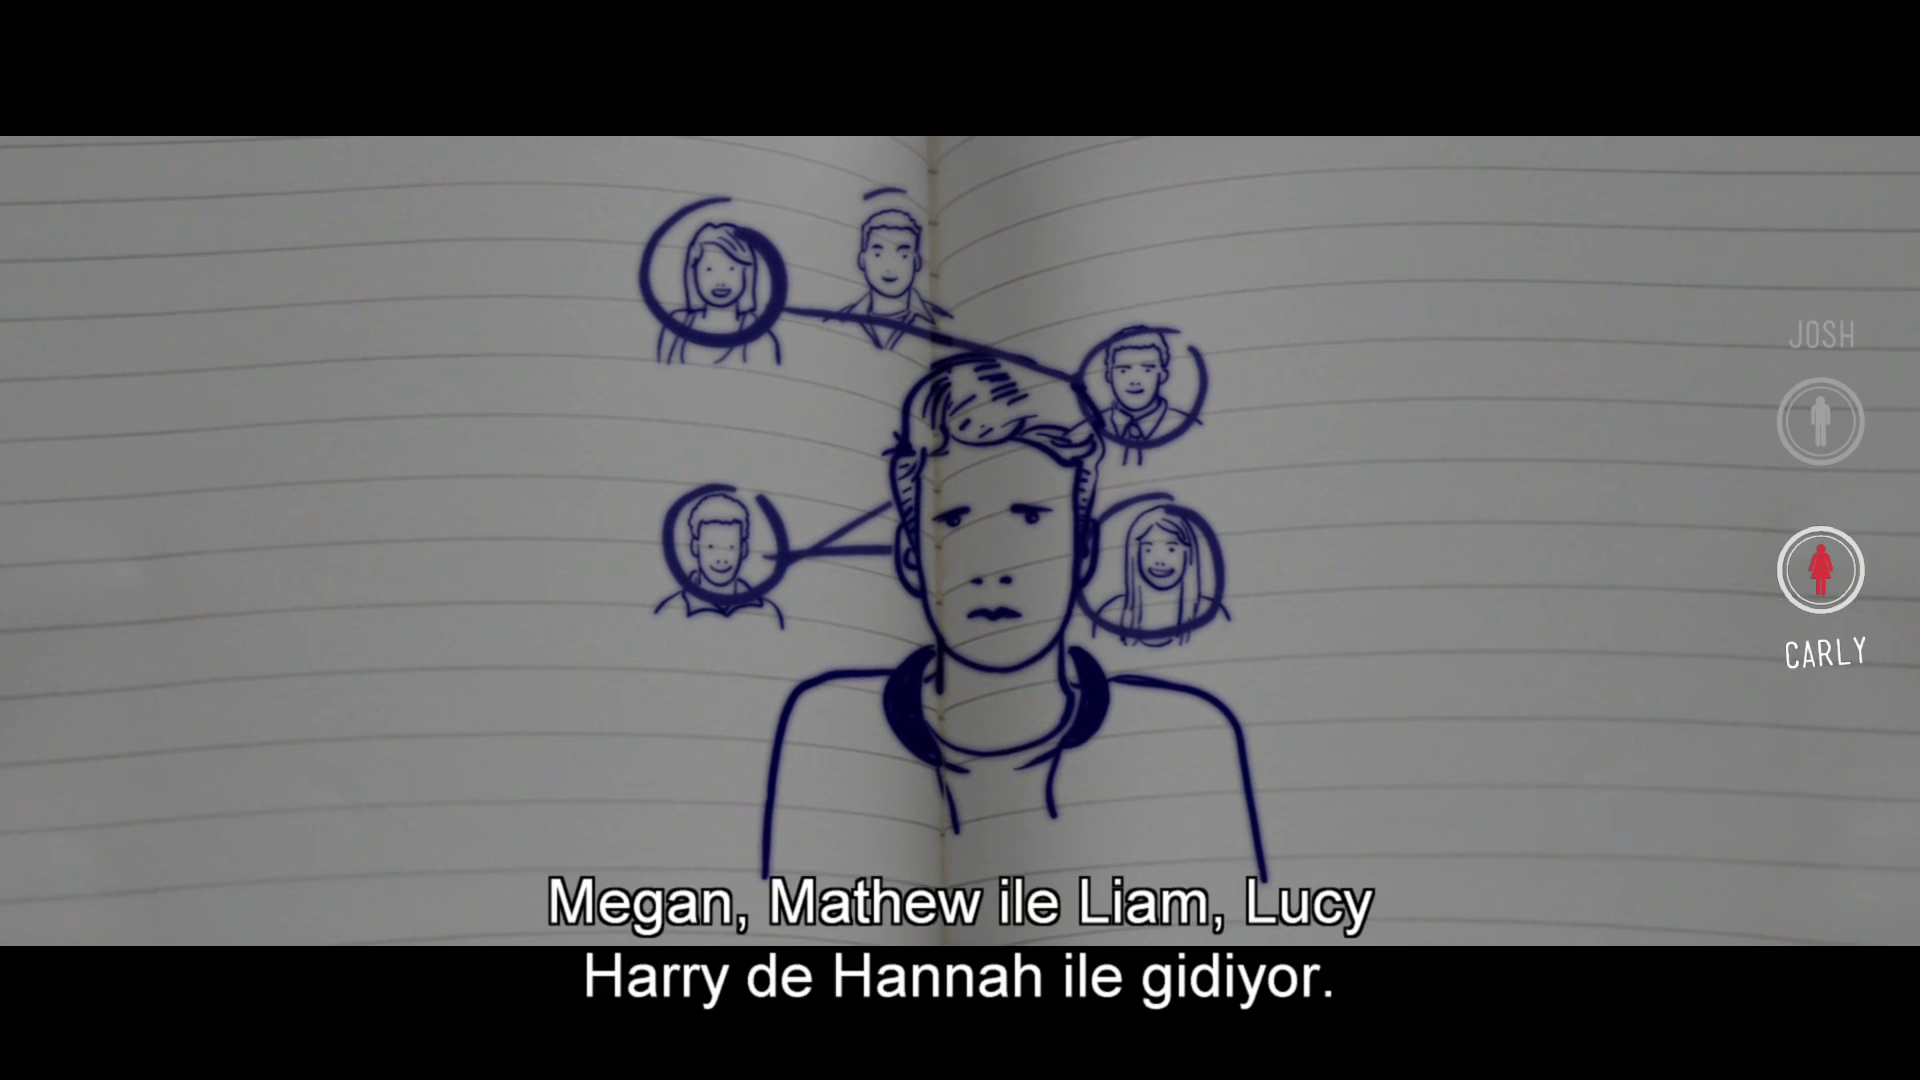 JOSH
CARLY
Megan, Mathew ile Liam, Lucy
Harry de Hannah ile gidiyor.